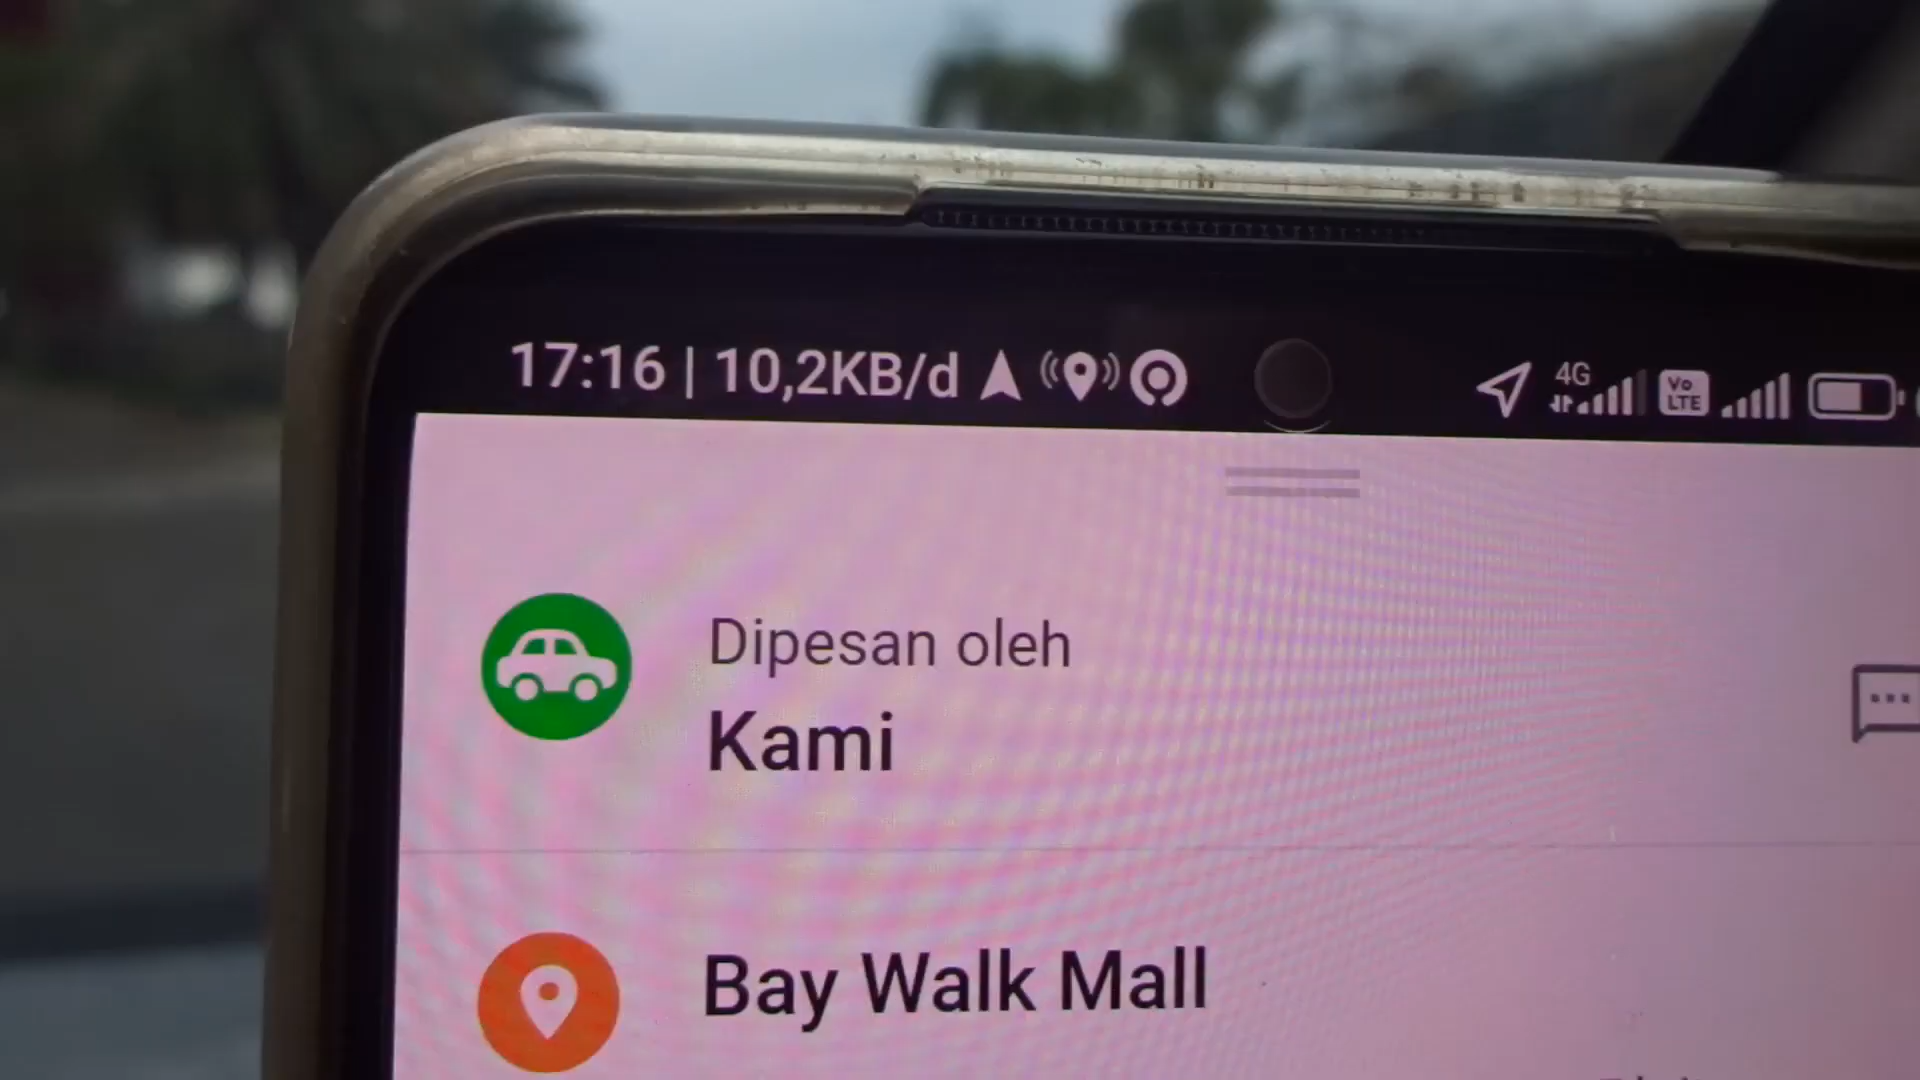 17:16 | 10,2KB/d
4G
Vo
LTE
Dipesan oleh
Kami
Bay Walk Mall